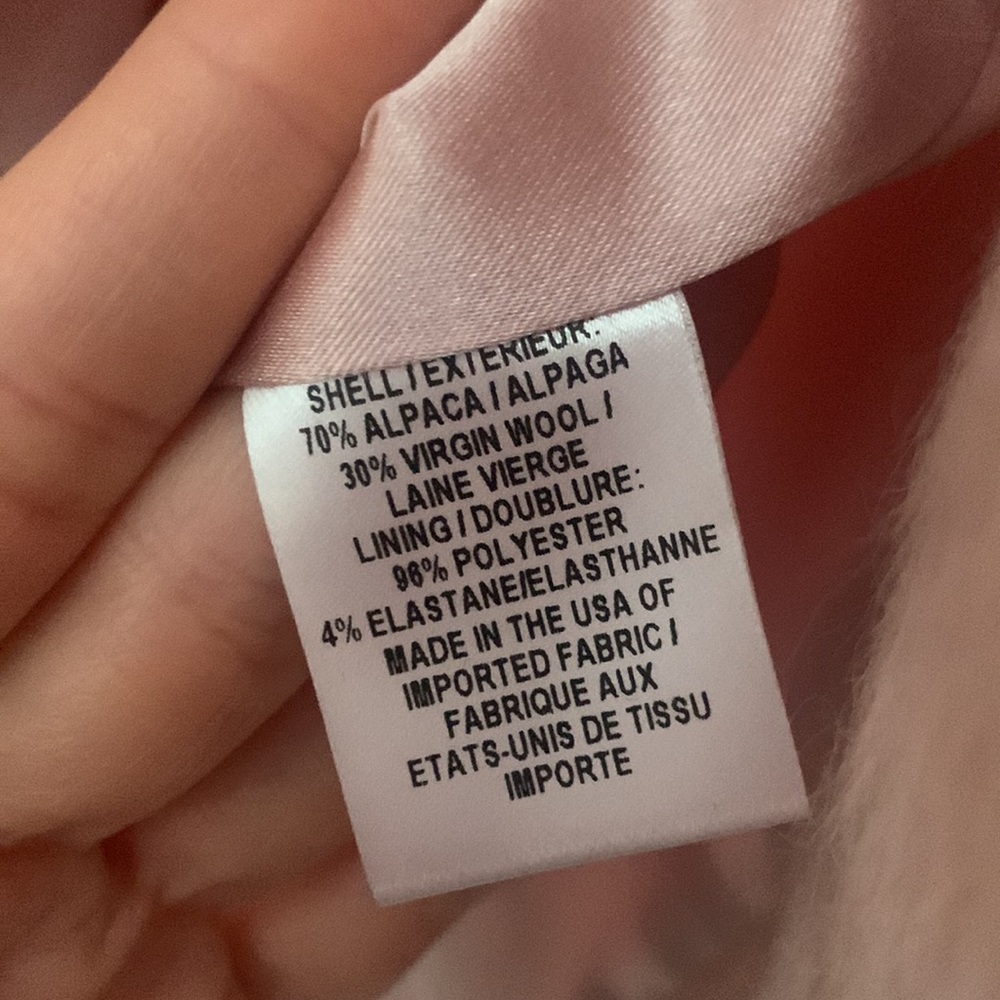 SHELL / EXTERIEUR:
70% ALPACA / ALPAGA
30% VIRGIN WOOL /
LAINE VIERGE
LINING / DOUBLURE:
96% POLYESTER
4% ELASTANE/ELASTHANNE
MADE IN THE USA OF
IMPORTED FABRIC /
FABRIQUE AUX
ETATS-UNIS DE TISSU
IMPORTE